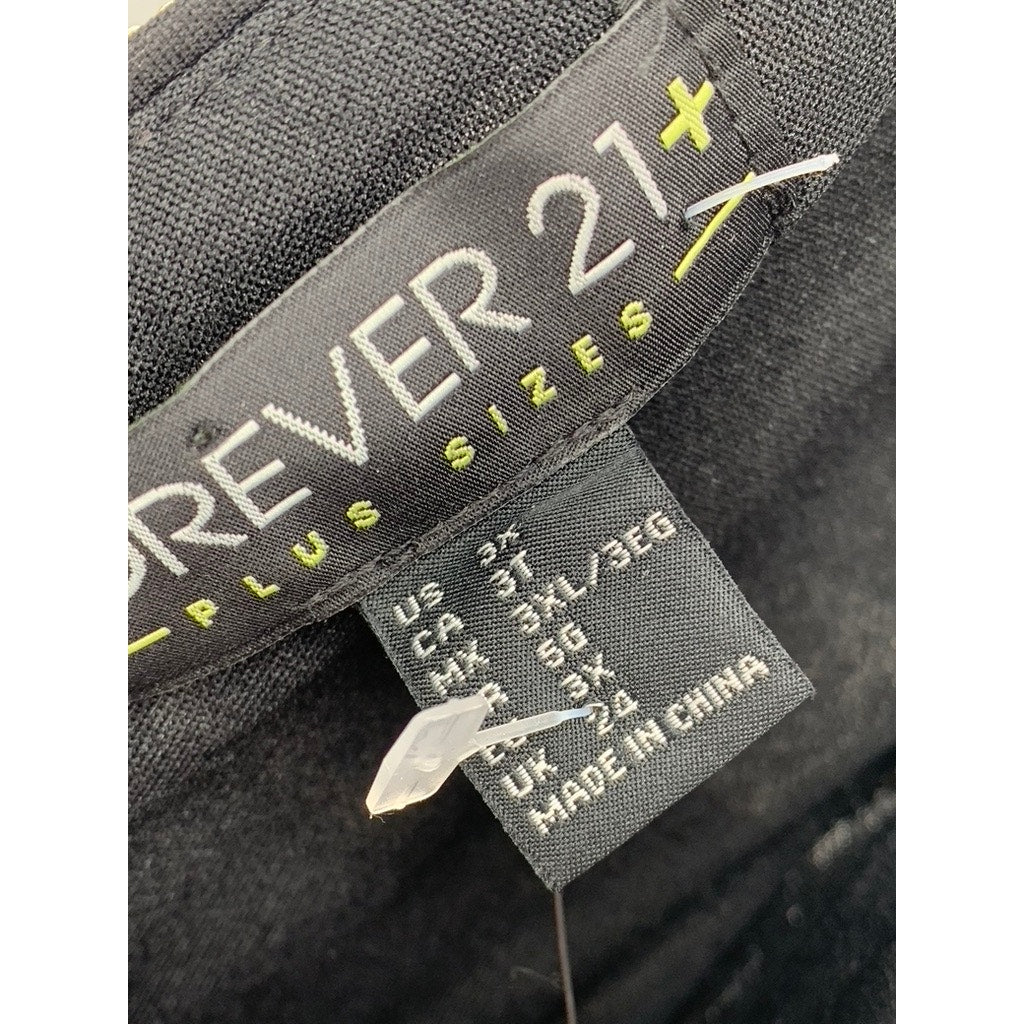 OREVER 21+
PLUS SIZES
US 3X
CA 3T
MX 3XL/3EG
R 5G
3X
UK 24
MADE IN CHINA